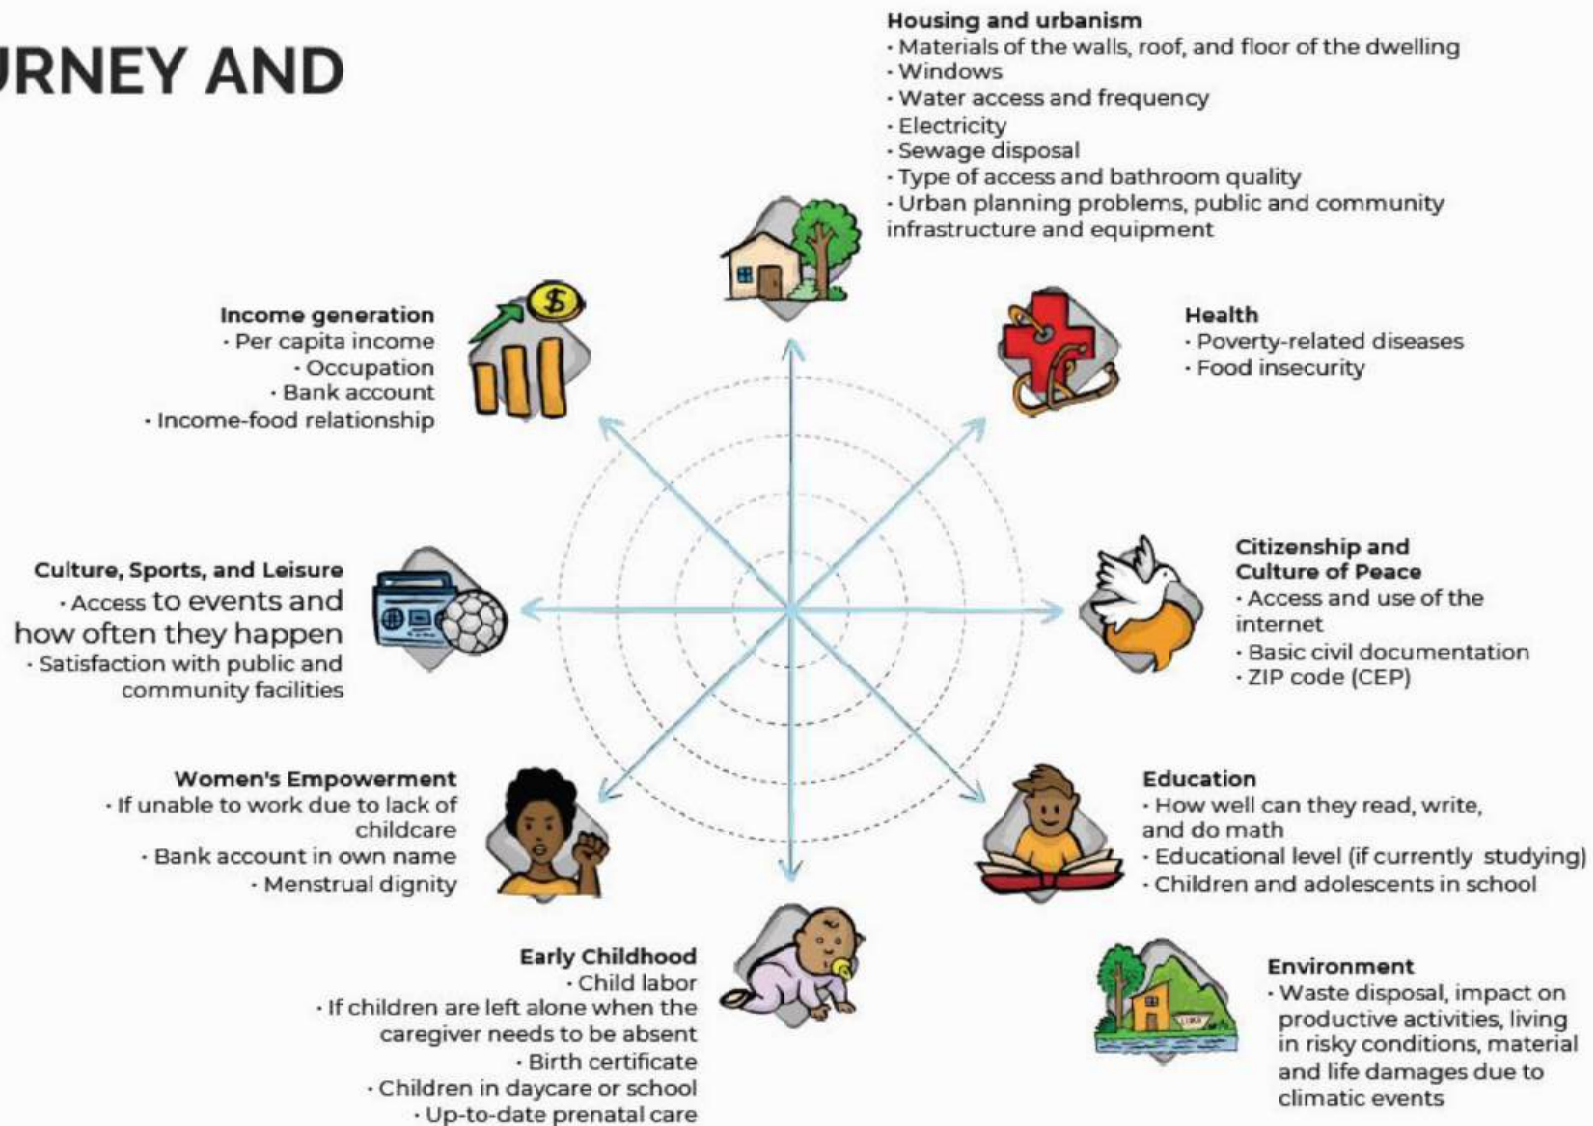 URNEY AND
Housing and urbanism
· Materials of the walls, roof, and floor of the dwelling
· Windows
· Water access and frequency
· Electricity
· Sewage disposal
· Type of access and bathroom quality
· Urban planning problems, public and community
infrastructure and equipment
Income generation
· Per capita income
· Occupation
· Bank account
· Income-food relationship
Health
· Poverty-related diseases
· Food insecurity
Culture, Sports, and Leisure
· Access to events and
how often they happen
· Satisfaction with public and
community facilities
Citizenship and
Culture of Peace
· Access and use of the
internet
· Basic civil documentation
· ZIP code (CEP)
Women's Empowerment
· If unable to work due to lack of
childcare
· Bank account in own name
· Menstrual dignity
Education
· How well can they read, write,
and do math
· Educational level (if currently studying)
· Children and adolescents in school
Early Childhood
· Child labor
· If children are left alone when the
caregiver needs to be absent
· Birth certificate
· Children in daycare or school
· Up-to-date prenatal care
Environment
· Waste disposal, impact on
productive activities, living
in risky conditions, material
and life damages due to
climatic events